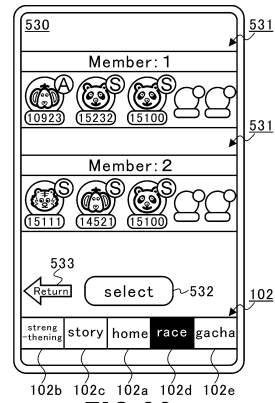 530
531
Member:1
A S S
10923 15232 15100
531
Member:2
S S S
15111 14521 15100
533
Return
select
532
102
streng
-thening story home race gacha
102b 102c 102a 102d 102e